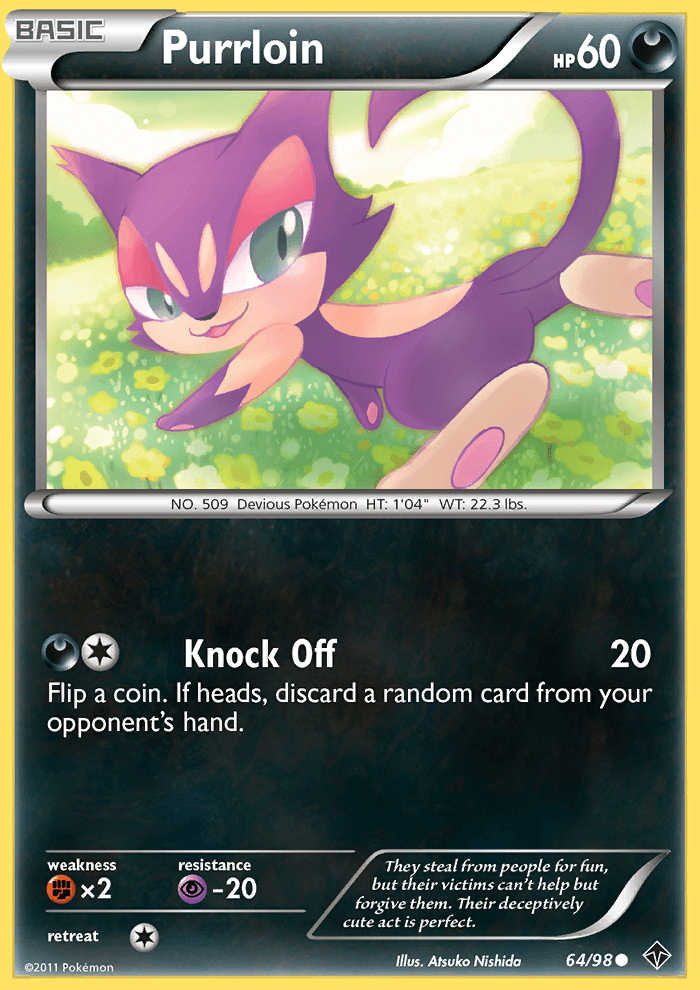 BASIC
Purrloin
HP60
NO. 509 Devious Pokémon HT: 1'04" WT: 22.3 lbs.
Knock Off 20
Flip a coin. If heads, discard a random card from your
opponent's hand.
weakness
×2
resistance
-20
retreat
They steal from people for fun,
but their victims can't help but
forgive them. Their deceptively
cute act is perfect.
Illus. Atsuko Nishida
64/98
©2011 Pokémon